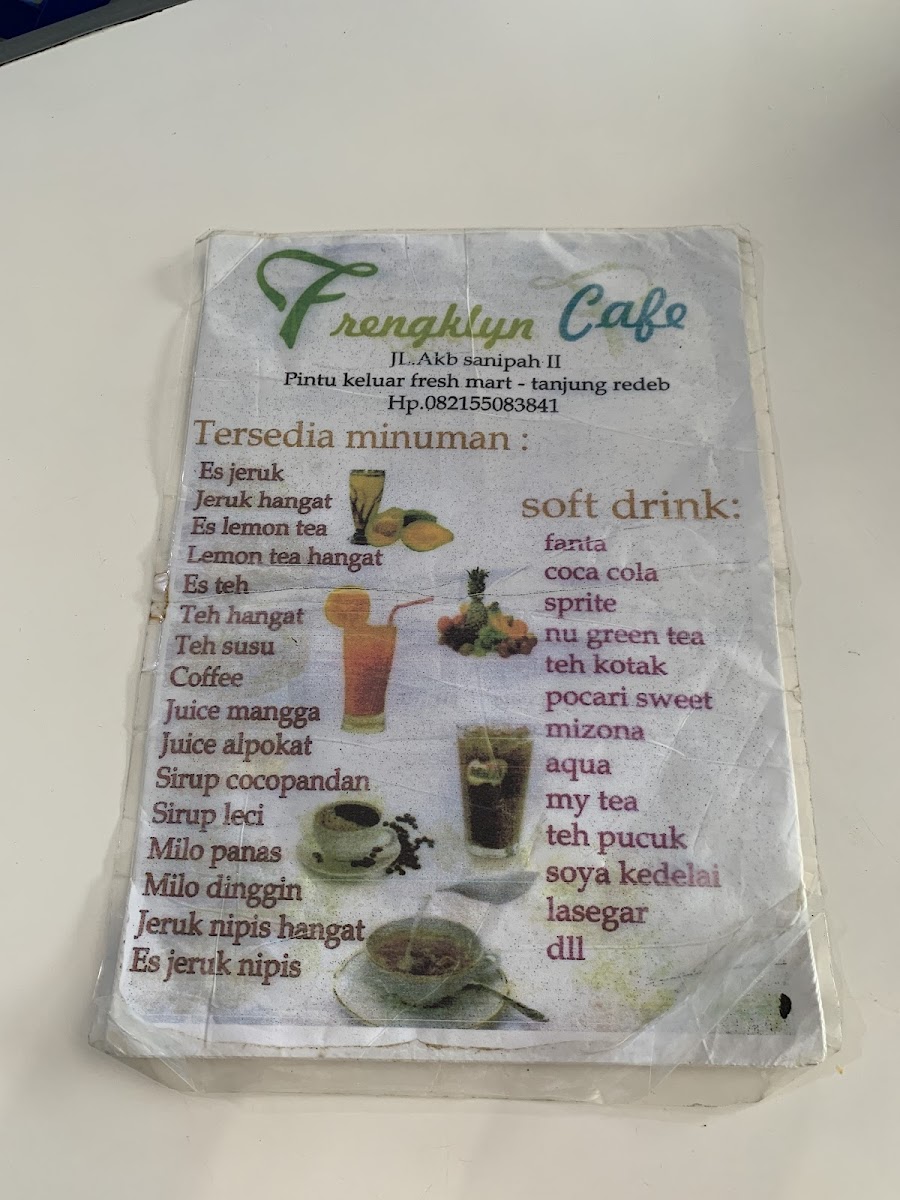 Frengklyn Cafe
JL.Akb sanipah II
Pintu keluar fresh mart - tanjung redeb
Hp.082155083841
Tersedia minuman :
Es jeruk
Jeruk hangat
Es lemon tea
Lemon tea hangat
Es teh
Teh hangat
Teh susu
Coffee
Juice mangga
Juice alpokat
Sirup cocopandan
Sirup leci
Milo panas
Milo dinggin
Jeruk nipis hangat
Es jeruk nipis
soft drink:
fanta
coca cola
sprite
nu green tea
teh kotak
pocari sweet
mizona
aqua
my tea
teh pucuk
soya kedelai
lasegar
dll